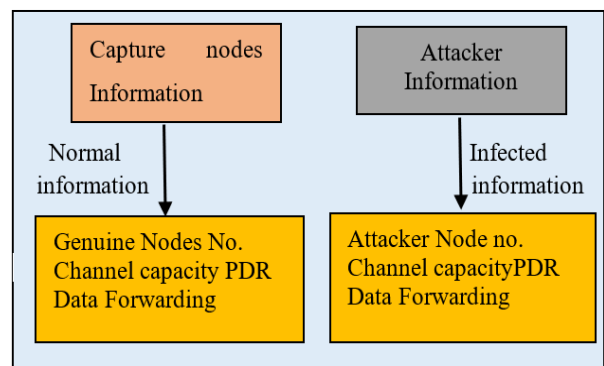 Capture nodes
Information
Attacker
Information
Normal
information
Infected
information
Genuine Nodes No.
Channel capacity PDR
Data Forwarding
Attacker Node no.
Channel capacityPDR
Data Forwarding